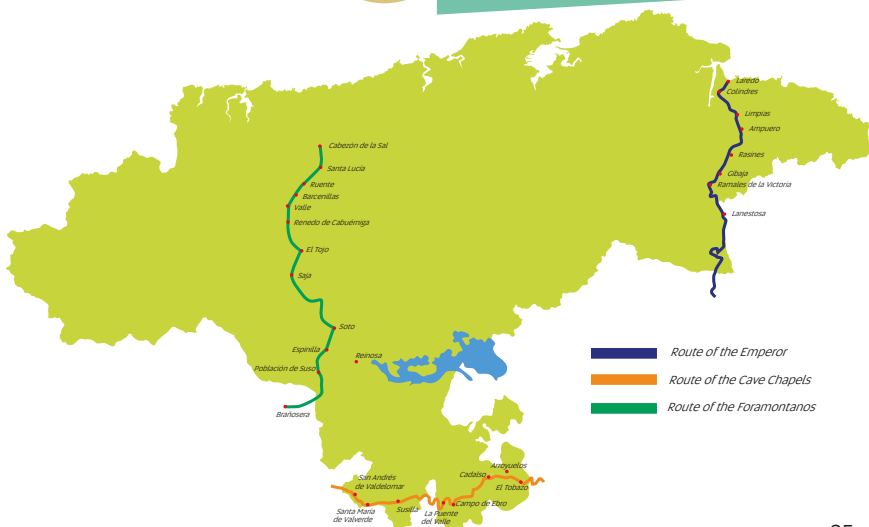 Laredo
Colindres
Limpias
Ampuero
Rasines
Gibaja
Ramales de la Victoria
Lanestosa
Cabezón de la Sal
Santa Lucía
Ruente
Barcenillas
Valle
Renedo de Cabuérniga
El Tojo
Saja
Soto
Espinilla
Reinosa
Población de Suso
Brañosera
Route of the Emperor
Route of the Cave Chapels
Route of the Foramontanos
San Andrés
de Valdelomar
Santa María
de Valverde
Susilla
La Puente
del Valle
Campo de Ebro
Cadalso
Arroyuelos
El Tobazo